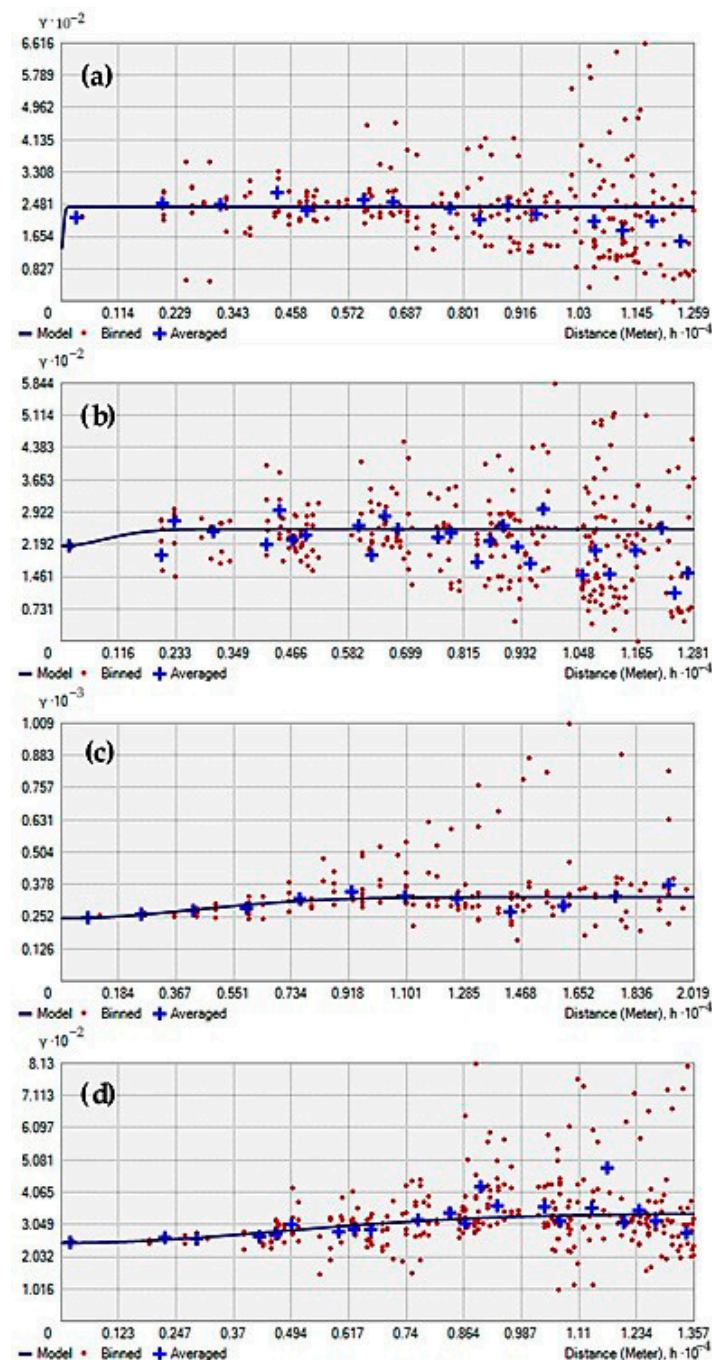 γ·10⁻²
6.616
(a)
5.789
4.962
4.135
3.308
2.481
1.654
0.827
0 0.114 0.229 0.343 0.458 0.572 0.687 0.801 0.916 1.03 1.145 1.259
Model Binned Averaged Distance (Meter), h·10⁻⁴
γ·10⁻²
5.844
(b)
5.114
4.383
3.653
2.922
2.192
1.461
0.731
0 0.116 0.233 0.349 0.466 0.582 0.699 0.815 0.932 1.048 1.165 1.281
Model Binned Averaged Distance (Meter), h·10⁻⁴
γ·10⁻³
1.009
(c)
0.883
0.757
0.631
0.504
0.378
0.252
0.126
0 0.184 0.367 0.551 0.734 0.918 1.101 1.285 1.468 1.652 1.836 2.019
Model Binned Averaged Distance (Meter), h·10⁻⁴
γ·10⁻²
8.13
(d)
7.113
6.097
5.081
4.065
3.049
2.032
1.016
0 0.123 0.247 0.37 0.494 0.617 0.74 0.864 0.987 1.11 1.234 1.357
Model Binned Averaged Distance (Meter), h·10⁻⁴